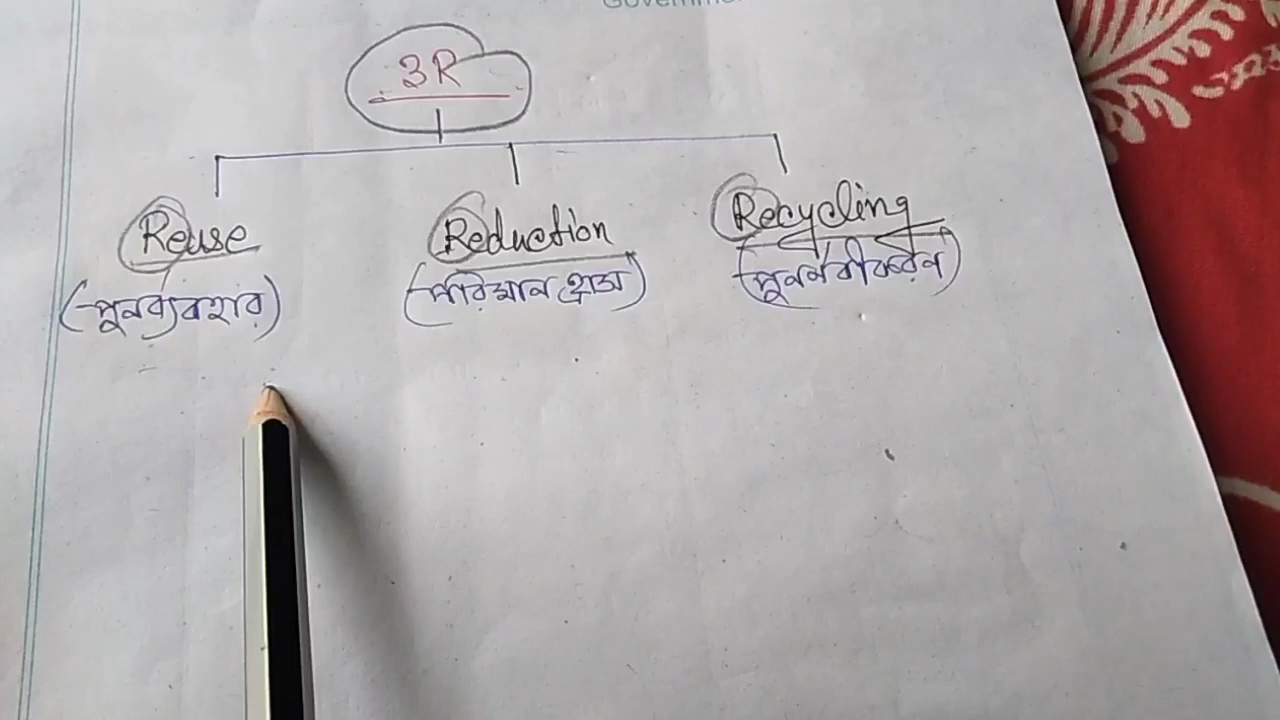 3R
Reuse
Reduction
Recycling
(পুনর্ব্যবহার)
(পরিমান হ্রাস)
(পুনর্নবীকরণ)